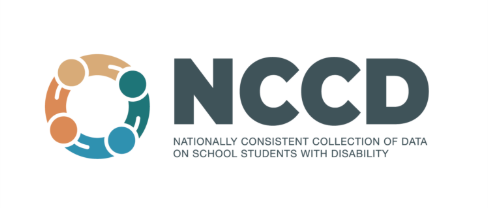 NCCD
NATIONALLY CONSISTENT COLLECTION OF DATA
ON SCHOOL STUDENTS WITH DISABILITY